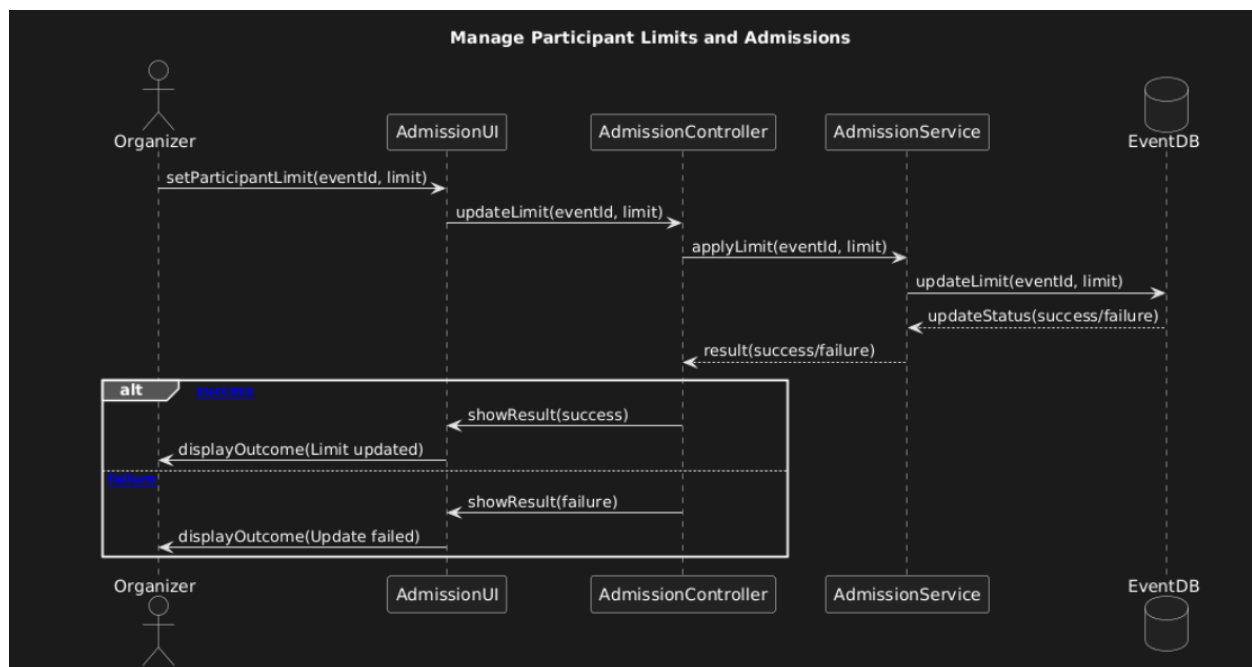 Manage Participant Limits and Admissions
Organizer
AdmissionUI
AdmissionController
AdmissionService
EventDB
setParticipantLimit(eventId, limit)
updateLimit(eventId, limit)
applyLimit(eventId, limit)
updateLimit(eventId, limit)
updateStatus(success/failure)
result(success/failure)
alt
success
showResult(success)
displayOutcome(Limit updated)
failure
showResult(failure)
displayOutcome(Update failed)
Organizer
AdmissionUI
AdmissionController
AdmissionService
EventDB